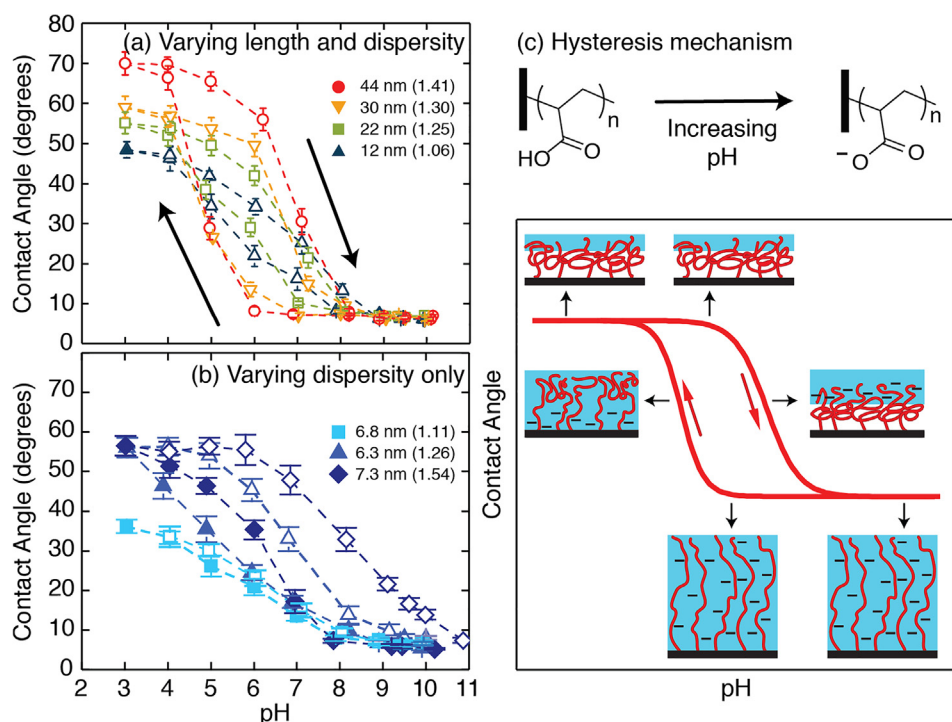 (a) Varying length and dispersity
44 nm (1.41)
30 nm (1.30)
22 nm (1.25)
12 nm (1.06)
Contact Angle (degrees)
80
70
60
50
40
30
20
10
0
(b) Varying dispersity only
6.8 nm (1.11)
6.3 nm (1.26)
7.3 nm (1.54)
Contact Angle (degrees)
70
60
50
40
30
20
10
0
2 3 4 5 6 7 8 9 10 11
pH
(c) Hysteresis mechanism
n
HO
O
Increasing
pH
n
−O
O
Contact Angle
pH